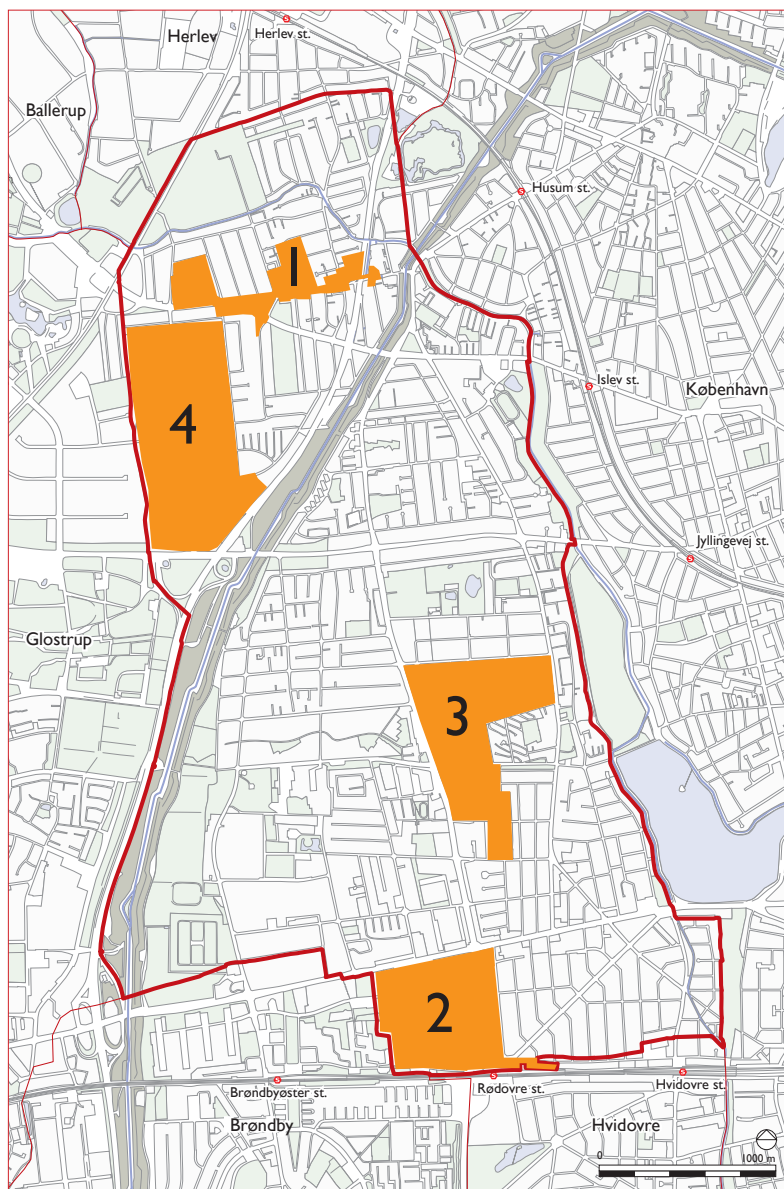 Herlev
Herlev st.
Ballerup
Husum st.
1
Islev st.
København
4
Jyllingevej st.
Glostrup
3
2
Brøndbyøster st.
Rødovre st.
Hvidovre st.
Brøndby
Hvidovre
0
1000 m